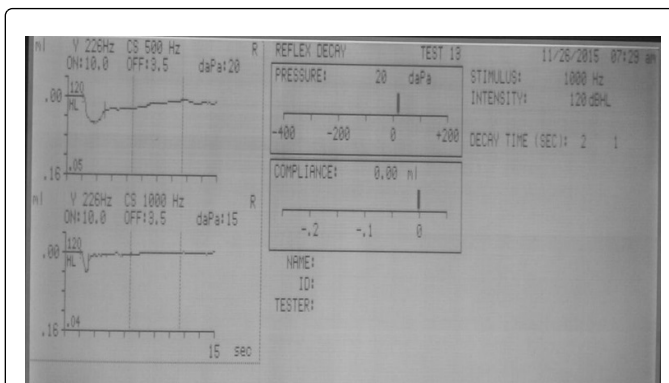 ml Y 226Hz CS 500 Hz R
ON:10.0 OFF:3.5 daPa:20
.00
120
HL
.05
.16
ml Y 226Hz CS 1000 Hz R
ON:10.0 OFF:3.5 daPa:15
.00
120
HL
.04
.16
15 sec
REFLEX DECAY TEST 13
PRESSURE: 20 daPa
-400 -200 0 +200
COMPLIANCE: 0.00 ml
-.2 -.1 0
NAME:
ID:
TESTER:
11/26/2015 07:29 am
STIMULUS: 1000 Hz
INTENSITY: 120 dBHL
DECAY TIME (SEC): 2 1